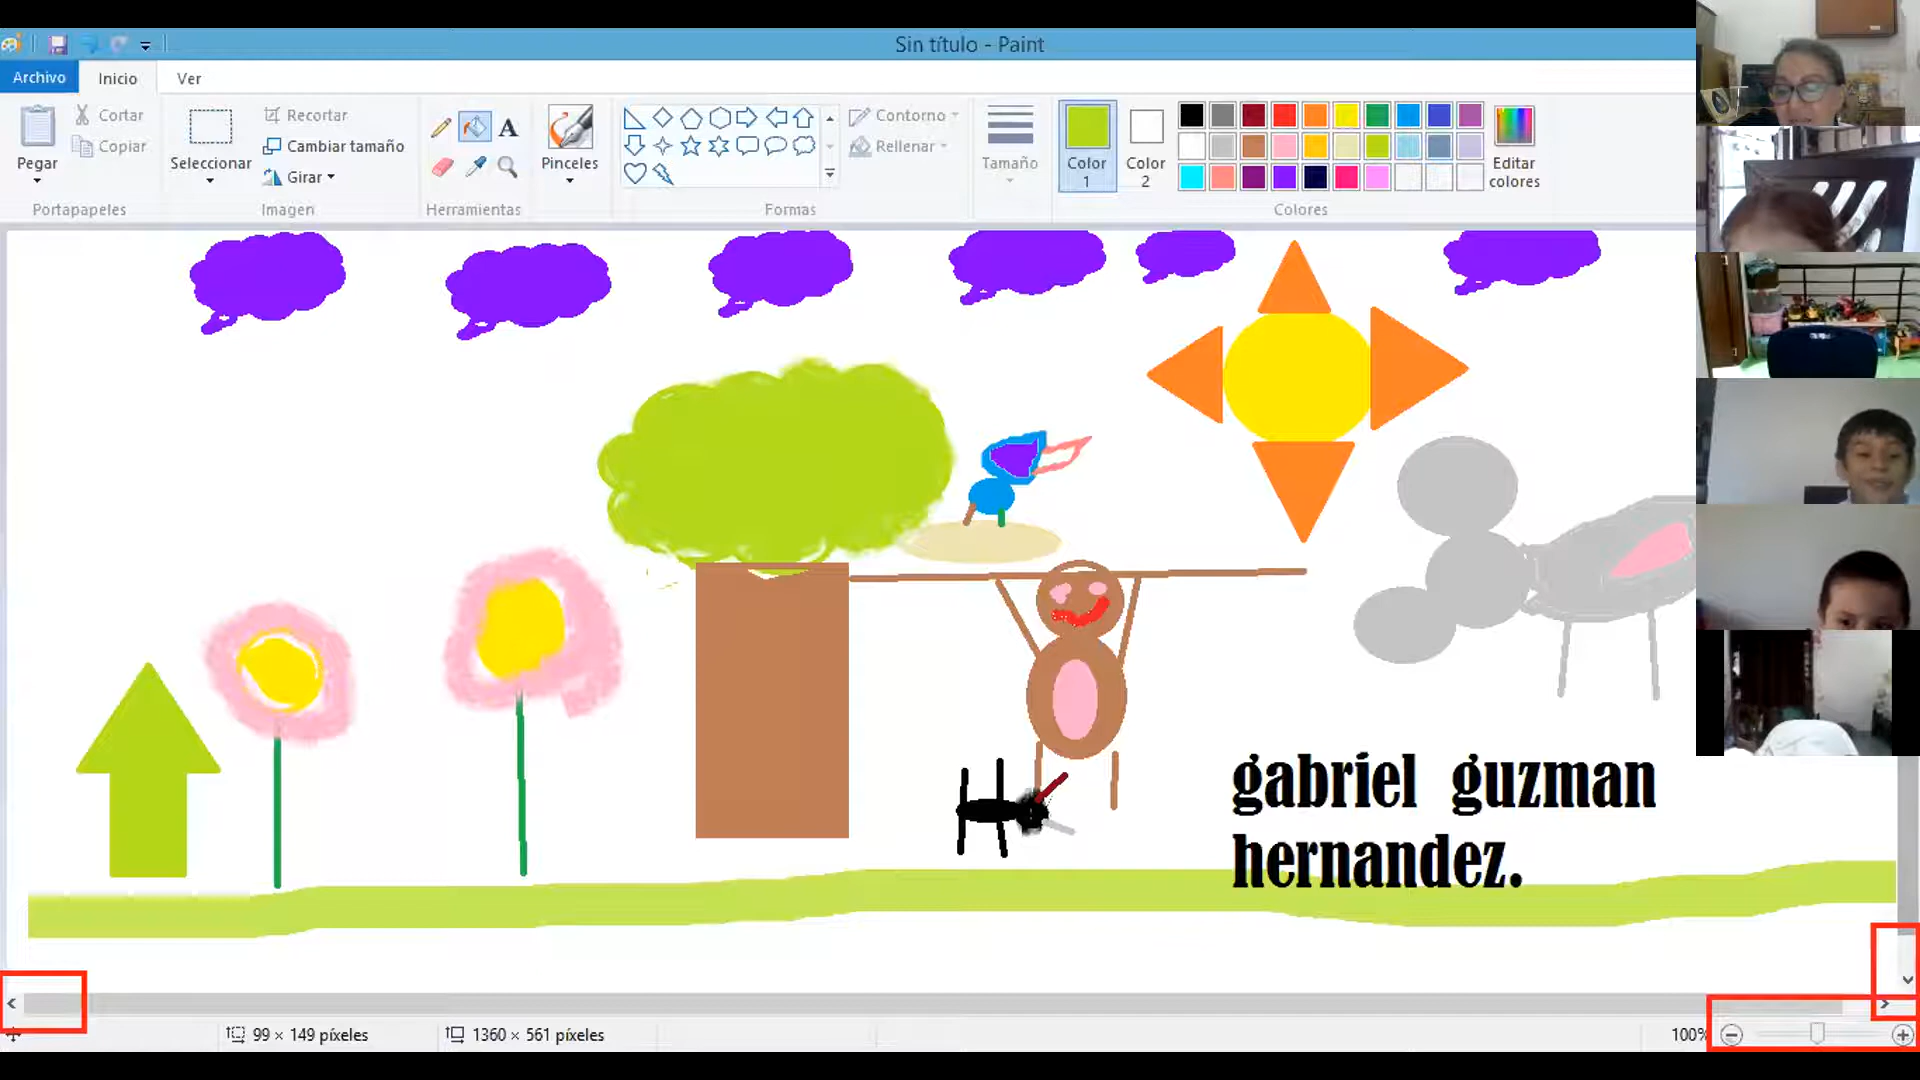 Sin título - Paint
Archivo Inicio Ver
Pegar
Cortar
Copiar
Portapapeles
Seleccionar
Recortar
Cambiar tamaño
Girar
Imagen
A
Herramientas
Pinceles
Contorno
Rellenar
Formas
Tamaño
Color
1
Color
2
Editar
colores
Colores
gabriel guzman
hernandez.
99 × 149 píxeles
1360 × 561 píxeles
100%